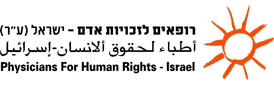 רופאים לזכויות אדם - ישראל (ע"ר)
أطباء لحقوق ألانسان-إسرائيل
Physicians For Human Rights - Israel